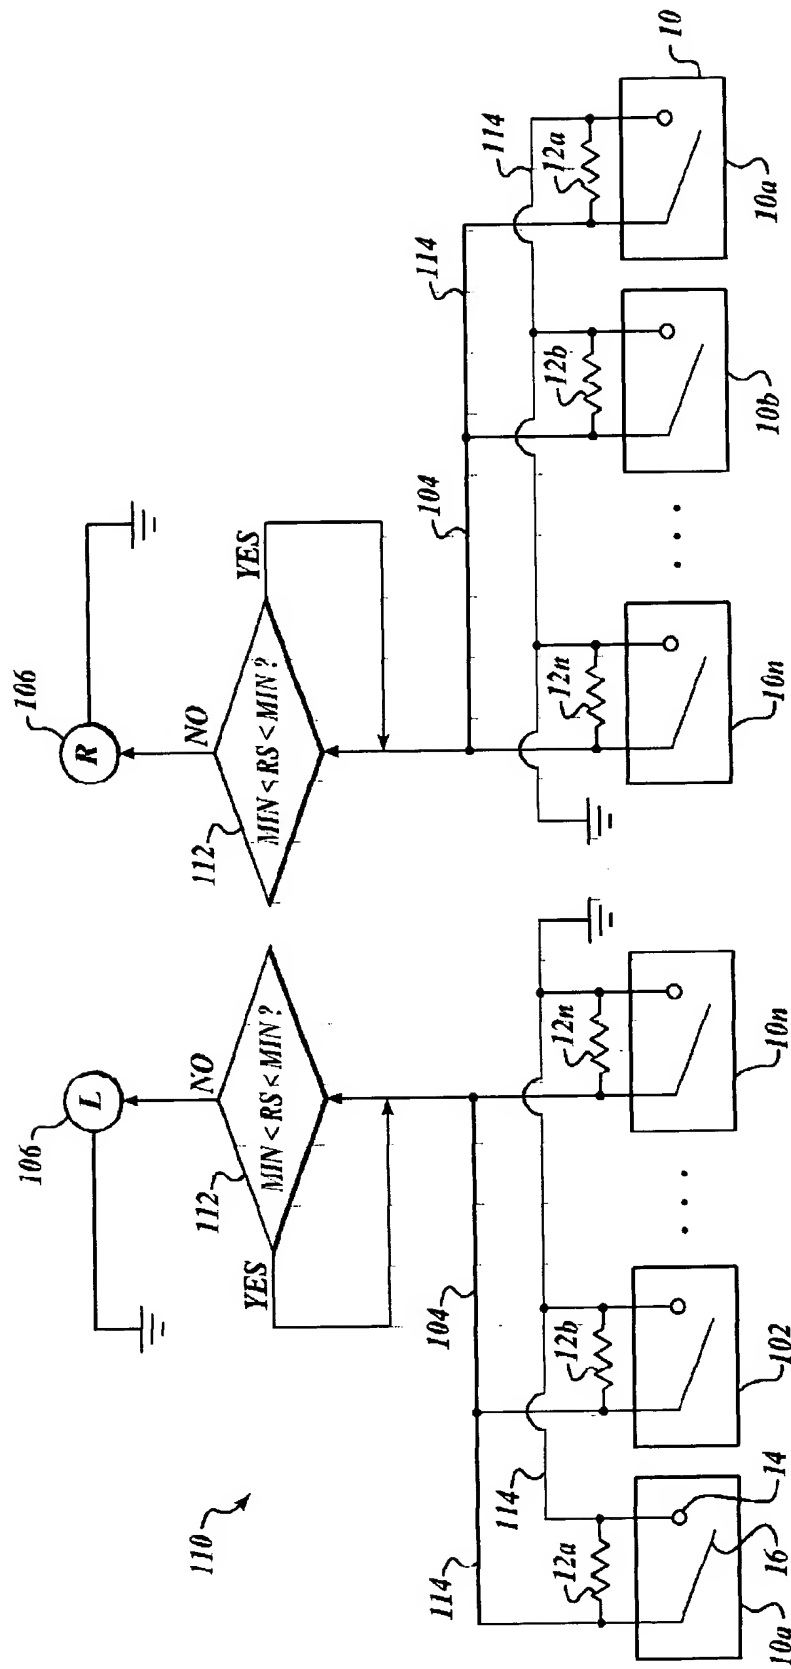 106
106
L
R
110
112
NO
NO
112
YES
MIN < RS < MIN ?
MIN < RS < MIN ?
YES
114
104
104
114
114
114
12a
12b
12n
12n
12b
12a
14
10
16
10a
102
10n
10n
10b
10a